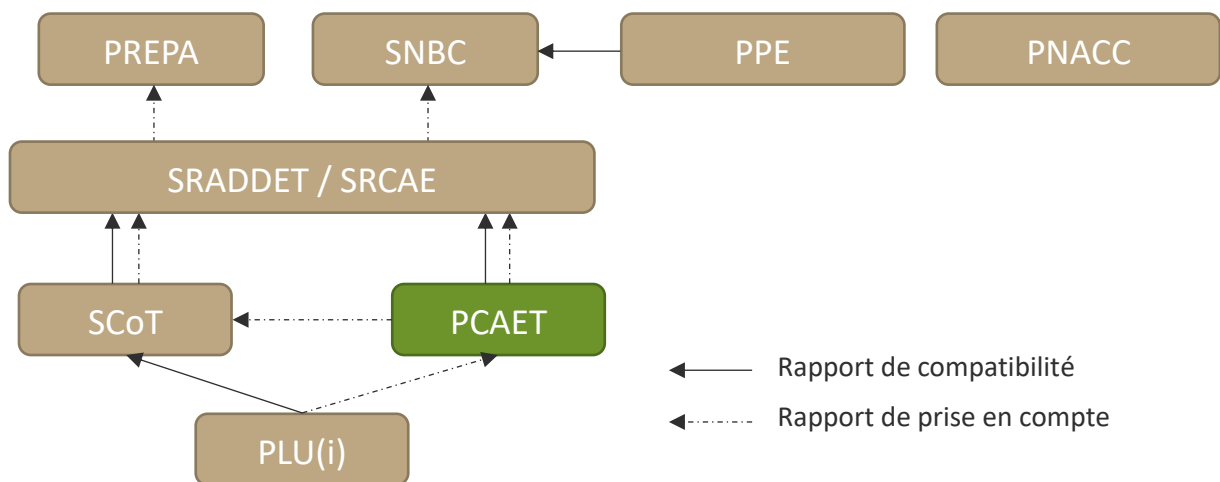 PREPA
SNBC
PPE
PNACC
SRADDET / SRCAE
SCoT
PCAET
Rapport de compatibilité
Rapport de prise en compte
PLU(i)